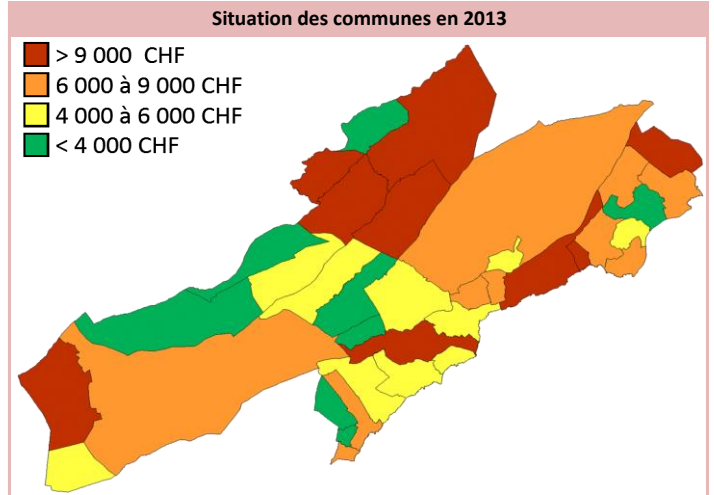 Situation des communes en 2013
> 9 000 CHF
6 000 à 9 000 CHF
4 000 à 6 000 CHF
< 4 000 CHF